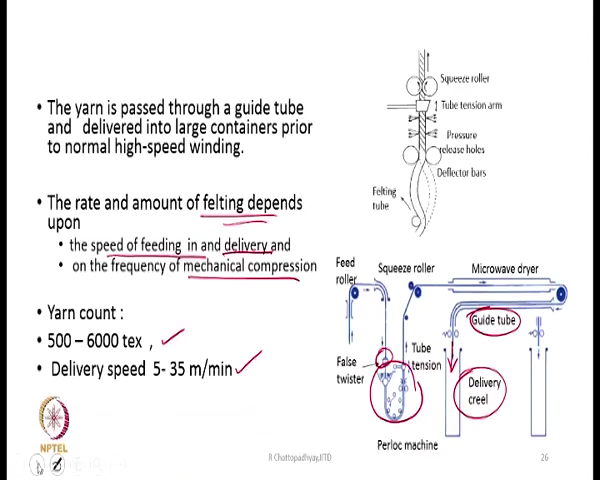 • The yarn is passed through a guide tube
and delivered into large containers prior
to normal high-speed winding.
• The rate and amount of felting depends
upon
• the speed of feeding in and delivery and
• on the frequency of mechanical compression
• Yarn count :
• 500 – 6000 tex ,
• Delivery speed 5- 35 m/min
Squeeze roller
Tube tension arm
Pressure
release holes
Deflector bars
Felting
tube
Feed
roller
Squeeze roller
Microwave dryer
Guide tube
False
twister
Tube
tension
Delivery
creel
Perloc machine
NPTEL
R Chattopadhyay,IITD
26